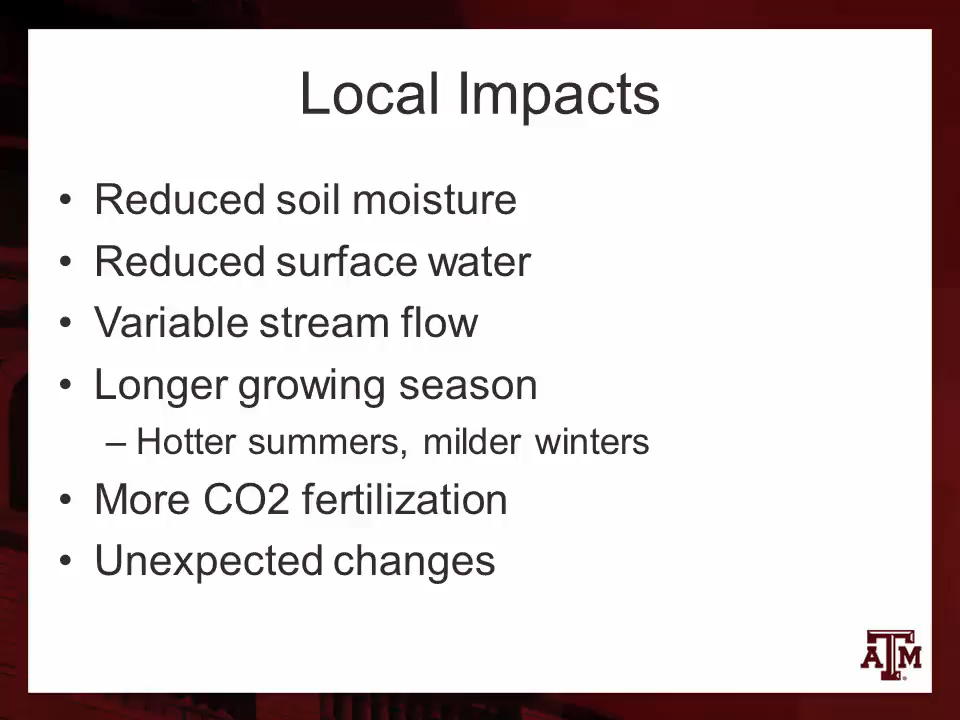 Local Impacts
• Reduced soil moisture
• Reduced surface water
• Variable stream flow
• Longer growing season
– Hotter summers, milder winters
• More CO2 fertilization
• Unexpected changes
ATM